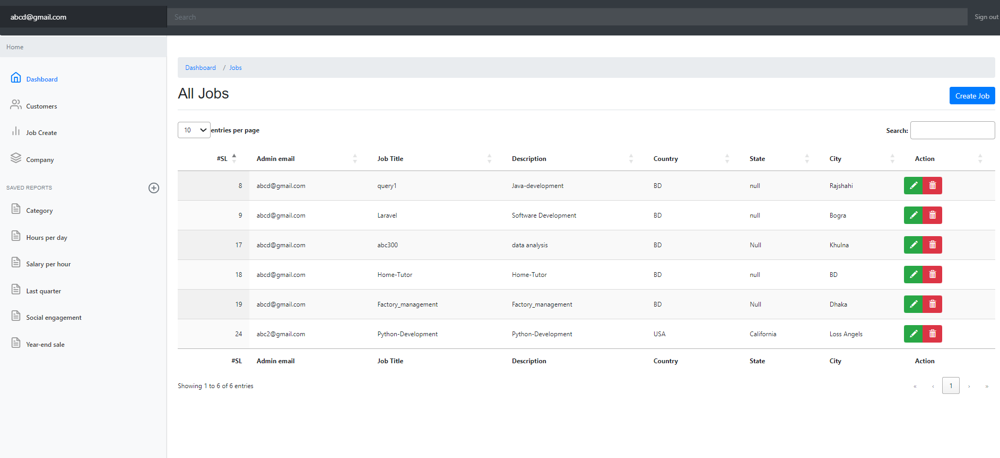 abcd@gmail.com
Search
Sign out
Home
Dashboard
Customers
Job Create
Company
SAVED REPORTS
Category
Hours per day
Salary per hour
Last quarter
Social engagement
Year-end sale
Dashboard / Jobs
All Jobs
Create Job
10 entries per page
Search:
#SL Admin email Job Title Description Country State City Action
8 abcd@gmail.com query1 Java-development BD null Rajshahi
9 abcd@gmail.com Laravel Software Development BD null Bogra
17 abcd@gmail.com abc300 data analysis BD Null Khulna
18 abcd@gmail.com Home-Tutor Home-Tutor BD null BD
19 abcd@gmail.com Factory_management Factory_management BD Null Dhaka
24 abc2@gmail.com Python-Development Python-Development USA California Loss Angels
#SL Admin email Job Title Description Country State City Action
Showing 1 to 6 of 6 entries
« ‹ 1 › »